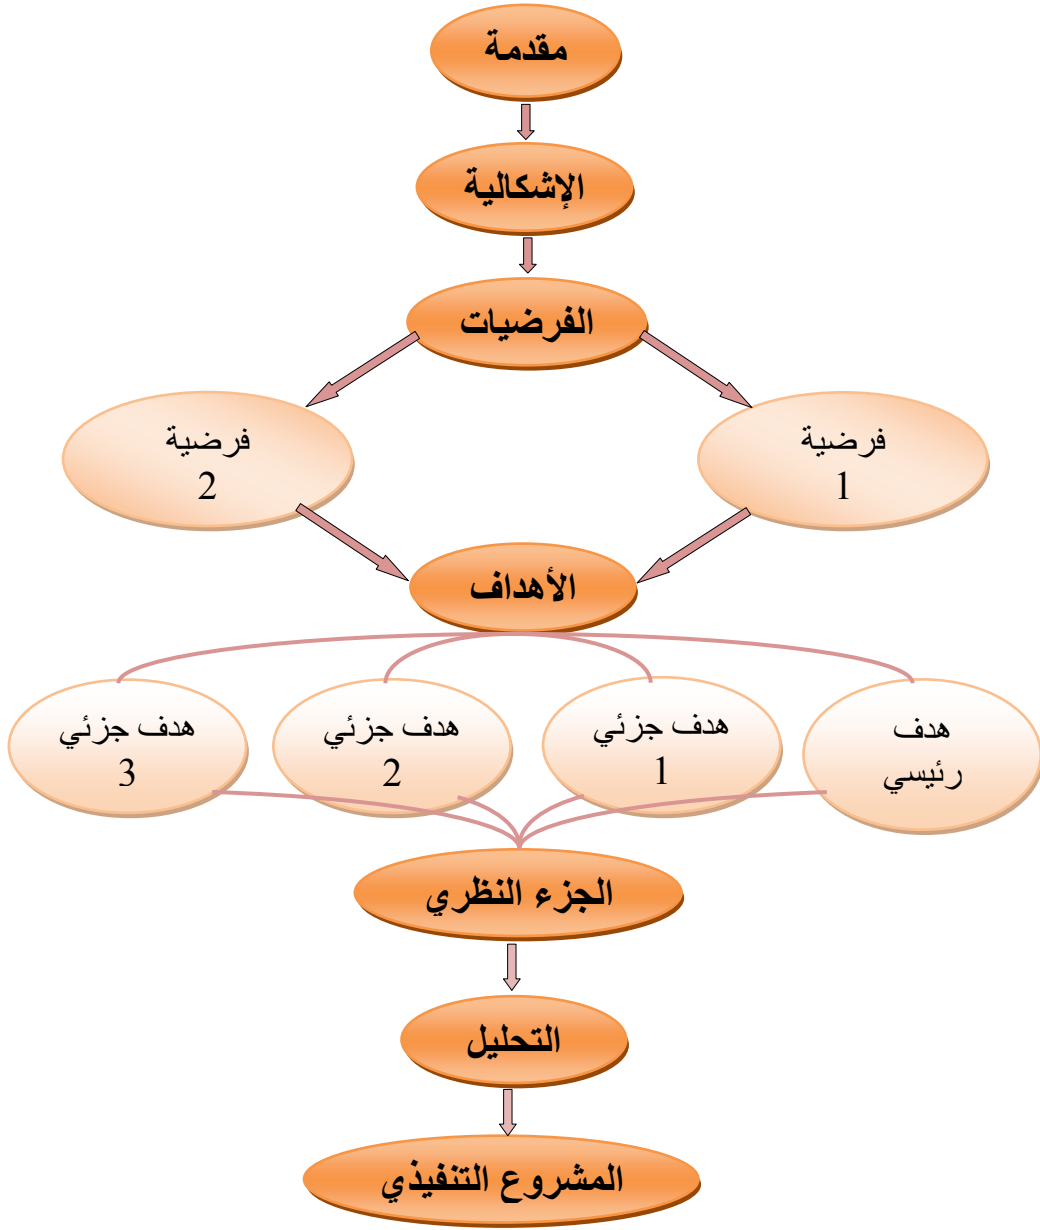 مقدمة
الإشكالية
الفرضيات
فرضية
1
فرضية
2
الأهداف
هدف
رئيسي
هدف جزئي
1
هدف جزئي
2
هدف جزئي
3
الجزء النظري
التحليل
المشروع التنفيذي